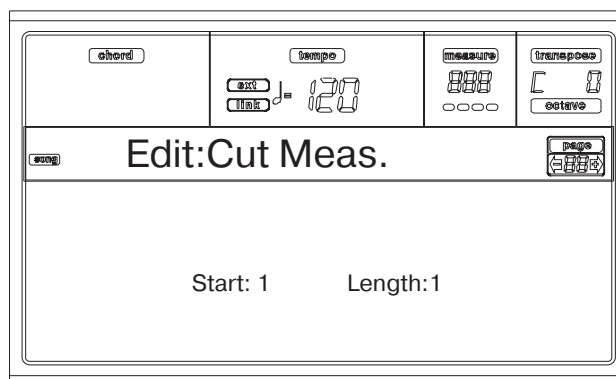 chord tempo measure transpose
ext
link ♩= 120 888 C 0
octave
song Edit:Cut Meas. page
- 88 +
Start: 1 Length:1